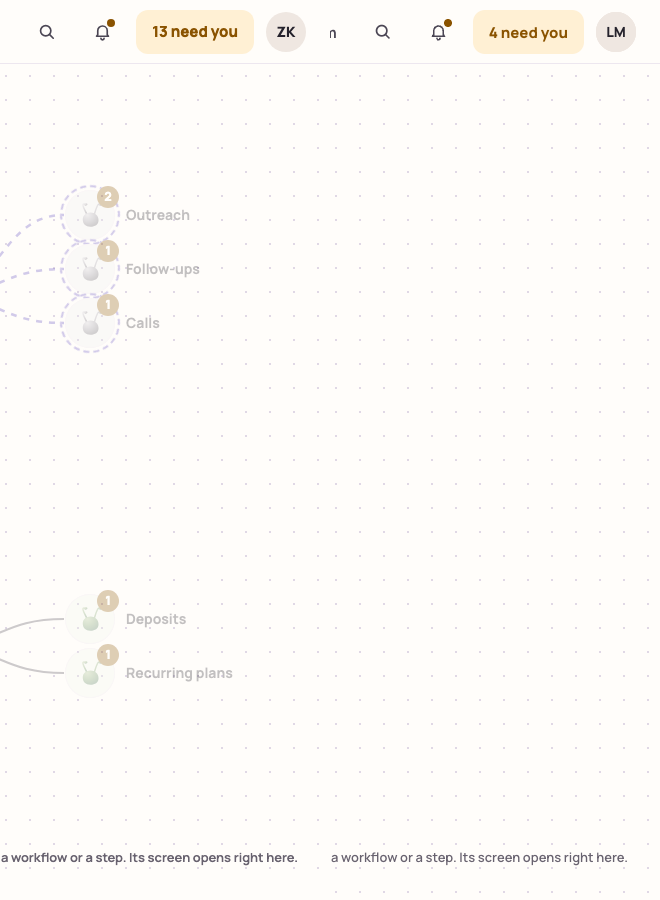 13 need you ZK n 4 need you LM
2
Outreach
1
Follow-ups
1
Calls
1
Deposits
1
Recurring plans
a workflow or a step. Its screen opens right here. a workflow or a step. Its screen opens right here.